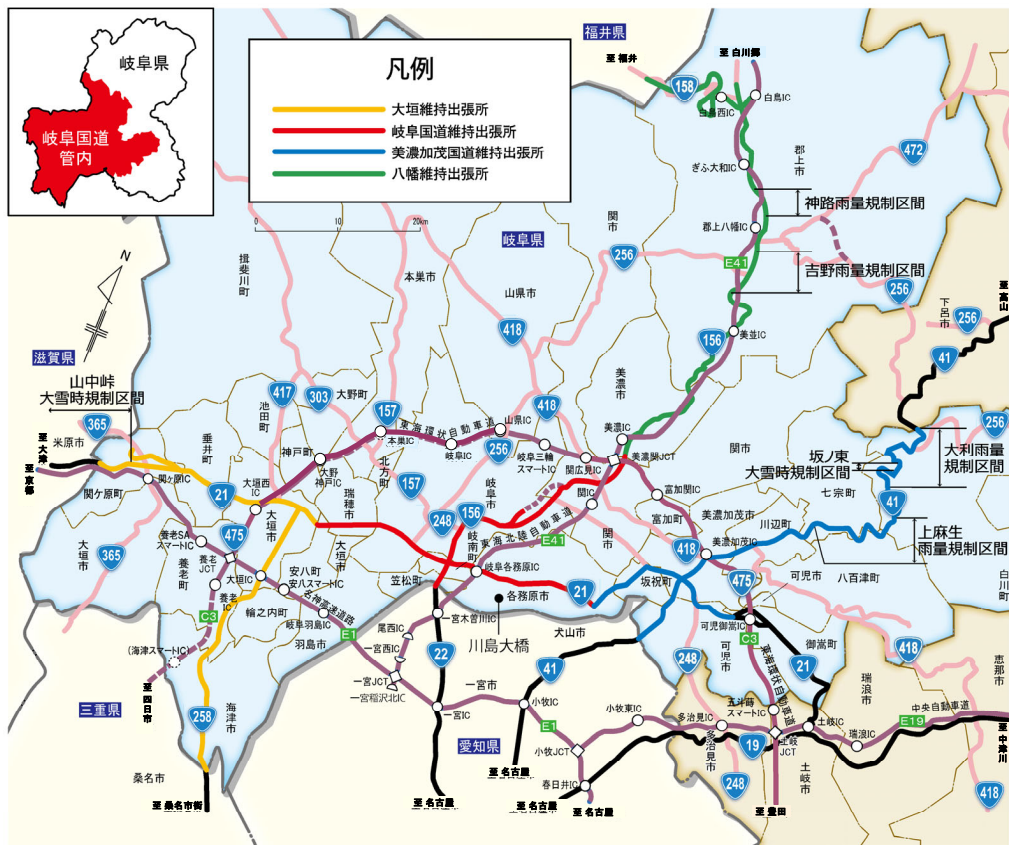 岐阜県
岐阜国道
管内
凡例
大垣維持出張所
岐阜国道維持出張所
美濃加茂国道維持出張所
八幡維持出張所
0
10
20km
福井県
至 福井
至 白川郷
158
白鳥西IC
白鳥IC
郡上市
472
ぎふ大和IC
神路雨量規制区間
郡上八幡IC
E41
吉野雨量規制区間
岐阜県
関市
256
揖斐川町
本巣市
山県市
418
256
下呂市
256
至 高山
41
156
美並IC
滋賀県
山中峠
大雪時規制区間
365
米原市
至 大津
至 京都
垂井町
池田町
417
303
大野町
157
本巣IC
東海環状自動車道
山県IC
418
美濃市
美濃IC
岐阜IC
256
岐阜三輪
スマートIC
関広見IC
美濃関JCT
関市
坂ノ東
大雪時規制区間
大利雨量
規制区間
256
七宗町
41
関ヶ原町
関ヶ原IC
21
大垣西IC
神戸町
大野
神戸IC
北方町
瑞穂市
157
岐阜市
248
156
関IC
富加関IC
富加町
美濃加茂市
川辺町
上麻生
雨量規制区間
大垣市
365
養老SA
スマートIC
475
大垣市
養老
JCT
養老町
養老
IC
大垣IC
安八町
安八スマートIC
大垣市
岐南町
東海北陸自動車道
E41
関市
418
美濃加茂IC
坂祝町
475
可児市
八百津町
白川町
輪之内町
名神高速道路
岐阜羽島IC
羽島市
笠松町
岐阜各務原IC
各務原市
21
C3
E1
尾西IC
一宮木曽川IC
川島大橋
犬山市
可児御嵩IC
C3
御嵩町
418
恵那市
(海津スマートIC)
至 四日市
三重県
海津市
258
桑名市
至 桑名市街
一宮西IC
一宮JCT
一宮稲沢北IC
22
41
一宮市
一宮IC
小牧IC
E1
小牧東IC
小牧JCT
愛知県
春日井IC
至 名古屋
至 名古屋
至 名古屋
248
可児市
東海環状自動車道
21
瑞浪市
五斗蒔
スマートIC
多治見IC
多治見市
19
土岐
JCT
土岐IC
瑞浪IC
中央自動車道
E19
至 中津川
248
土岐市
418
至 豊田